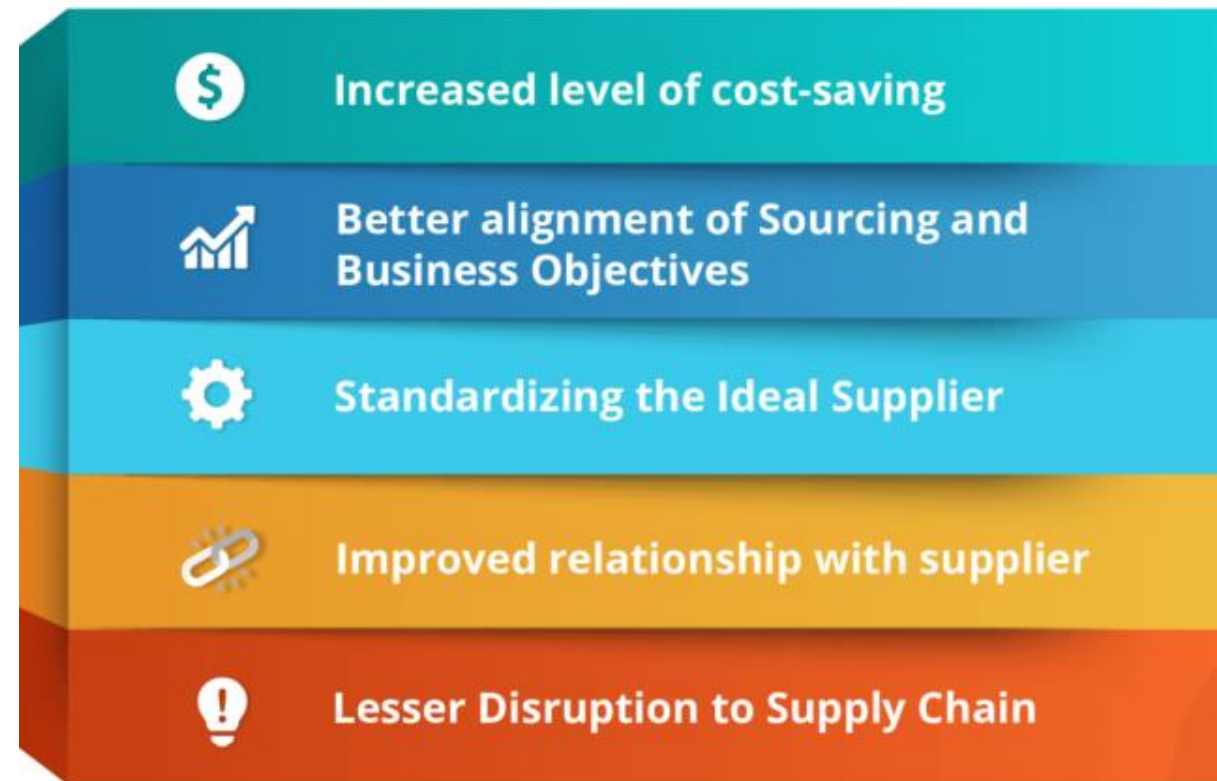 Increased level of cost-saving
Better alignment of Sourcing and
Business Objectives
Standardizing the Ideal Supplier
Improved relationship with supplier
Lesser Disruption to Supply Chain